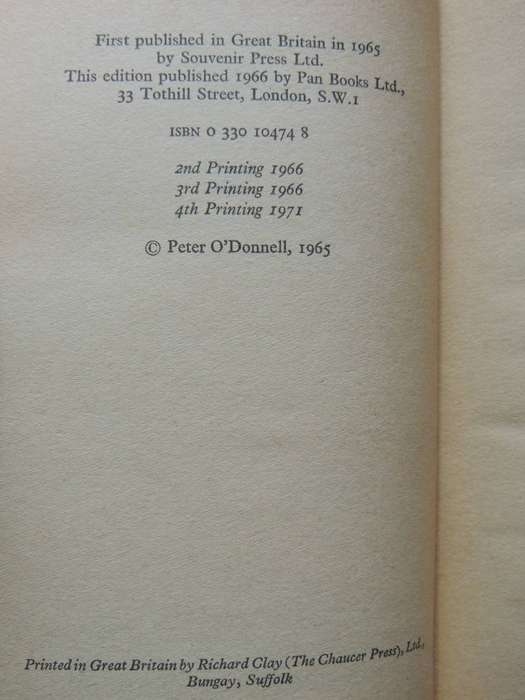 First published in Great Britain in 1965
by Souvenir Press Ltd.
This edition published 1966 by Pan Books Ltd.,
33 Tothill Street, London, S.W.1
ISBN 0 330 10474 8
2nd Printing 1966
3rd Printing 1966
4th Printing 1971
© Peter O'Donnell, 1965
Printed in Great Britain by Richard Clay (The Chaucer Press), Ltd.,
Bungay, Suffolk